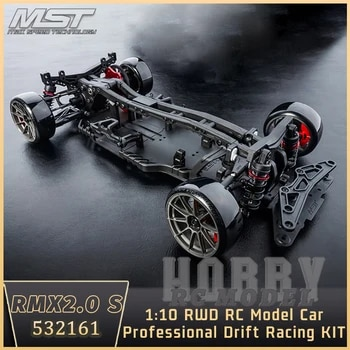 MST
MAX SPEED TECHNOLOGY
HOBBY
RC MODEL
RMX2.0 S
532161
1:10 RWD RC Model Car
Professional Drift Racing KIT